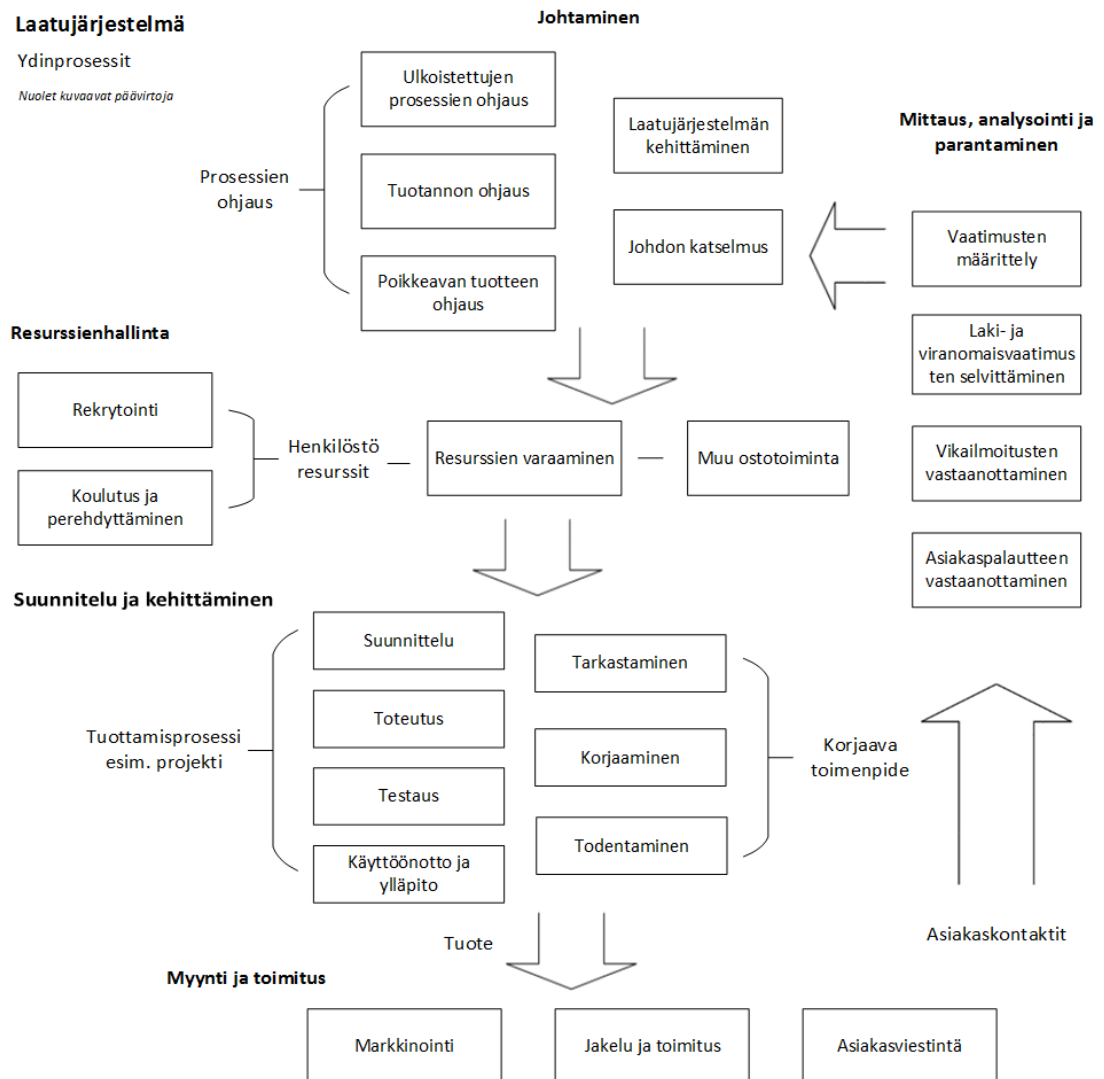 Laatujärjestelmä
Ydinprosessit
Nuolet kuvaavat päävirtoja
Johtaminen
Ulkoistettujen
prosessien ohjaus
Tuotannon ohjaus
Poikkeavan tuotteen
ohjaus
Prosessien
ohjaus
Laatujärjestelmän
kehittäminen
Johdon katselmus
Mittaus, analysointi ja
parantaminen
Vaatimusten
määrittely
Laki- ja
viranomaisvaatimus
ten selvittäminen
Vikailmoitusten
vastaanottaminen
Asiakaspalautteen
vastaanottaminen
Resurssienhallinta
Rekrytointi
Koulutus ja
perehdyttäminen
Henkilöstö
resurssit
Resurssien varaaminen
Muu ostotoiminta
Suunnitelu ja kehittäminen
Tuottamisprosessi
esim. projekti
Suunnittelu
Toteutus
Testaus
Käyttöönotto ja
ylläpito
Tarkastaminen
Korjaaminen
Todentaminen
Korjaava
toimenpide
Asiakaskontaktit
Tuote
Myynti ja toimitus
Markkinointi
Jakelu ja toimitus
Asiakasviestintä